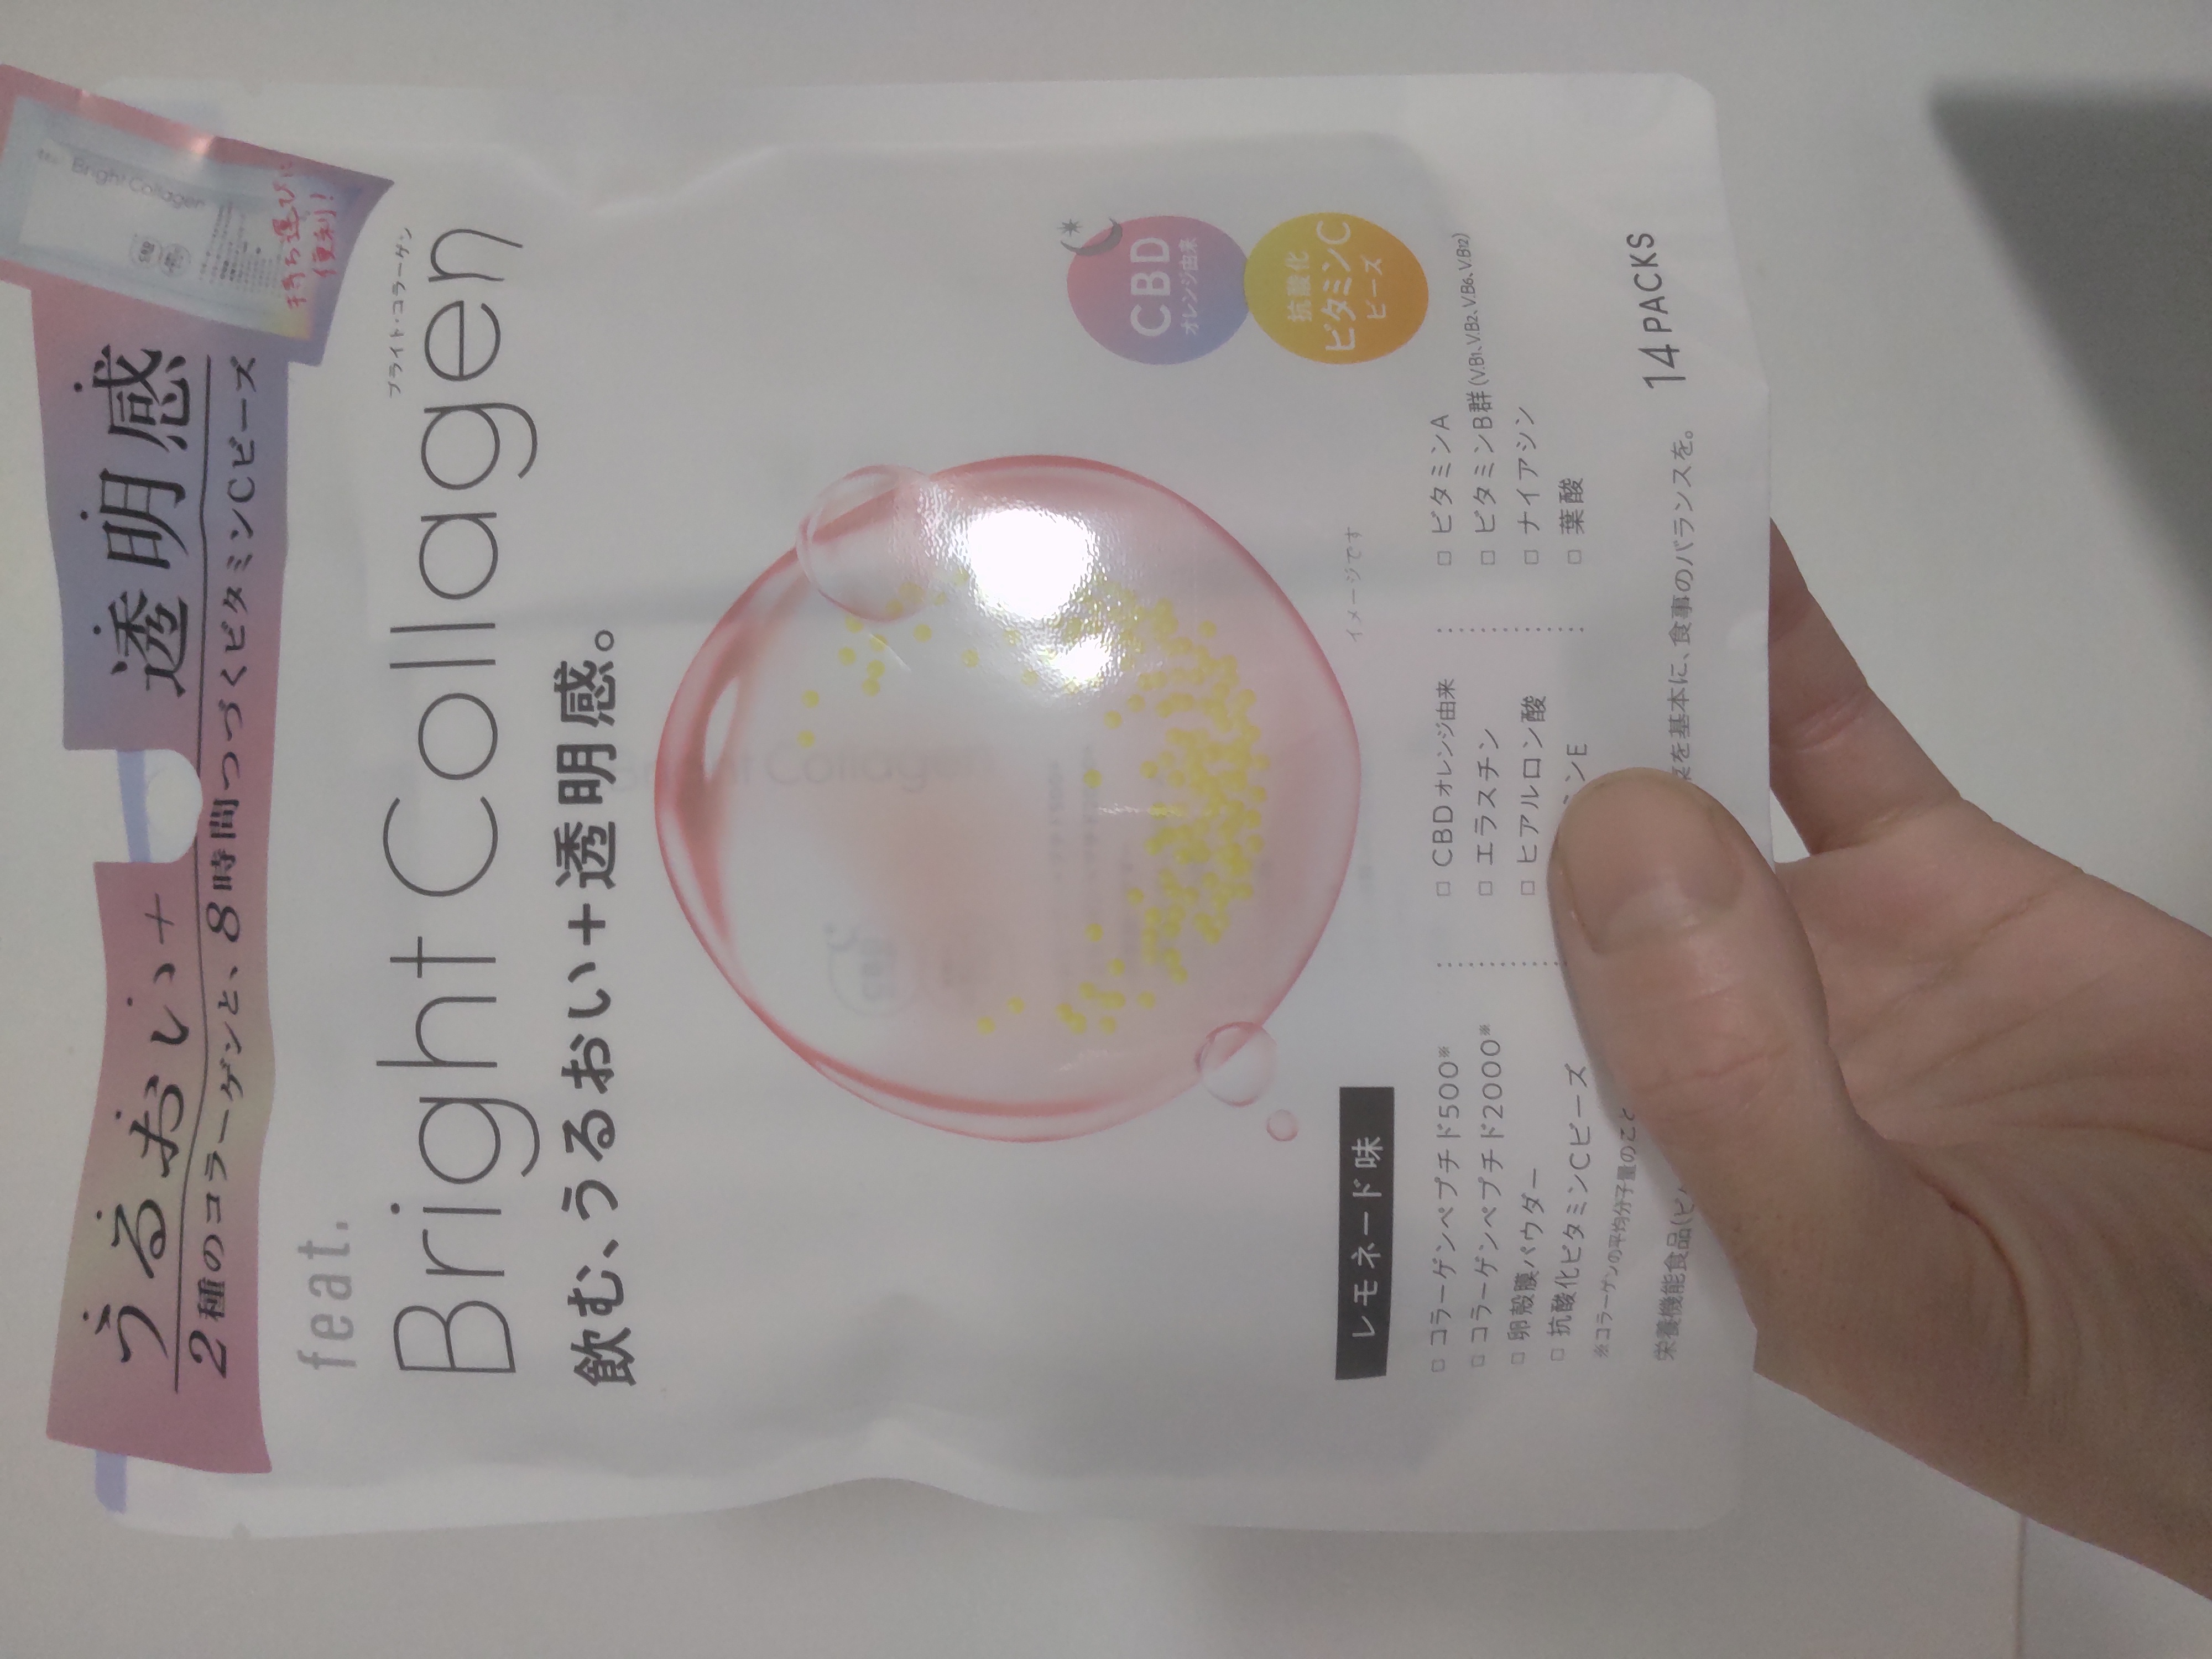 うるおい+透明感
2種のコラーゲンと、8時間つづくビタミンCビーズ
Bright Collagen
持ち運びに
便利!
feat.
ブライト・コラーゲン
Bright Collagen
飲む、うるおい+透明感。
CBD
オレンジ由来
抗酸化
ビタミンC
ビーズ
イメージです
レモネード味
□ コラーゲンペプチド500※
□ コラーゲンペプチド2000※
□ 卵殻膜パウダー
□ 抗酸化ビタミンCビーズ
□ CBD オレンジ由来
□ エラスチン
□ ヒアルロン酸
ンE
□ ビタミンA
□ ビタミンB群(V.B1、V.B2、V.B6、V.B12)
□ ナイアシン
□ 葉酸
※コラーゲンの平均分子量のこと
栄養機能食品(ビ
菜を基本に、食事のバランスを。
14 PACKS